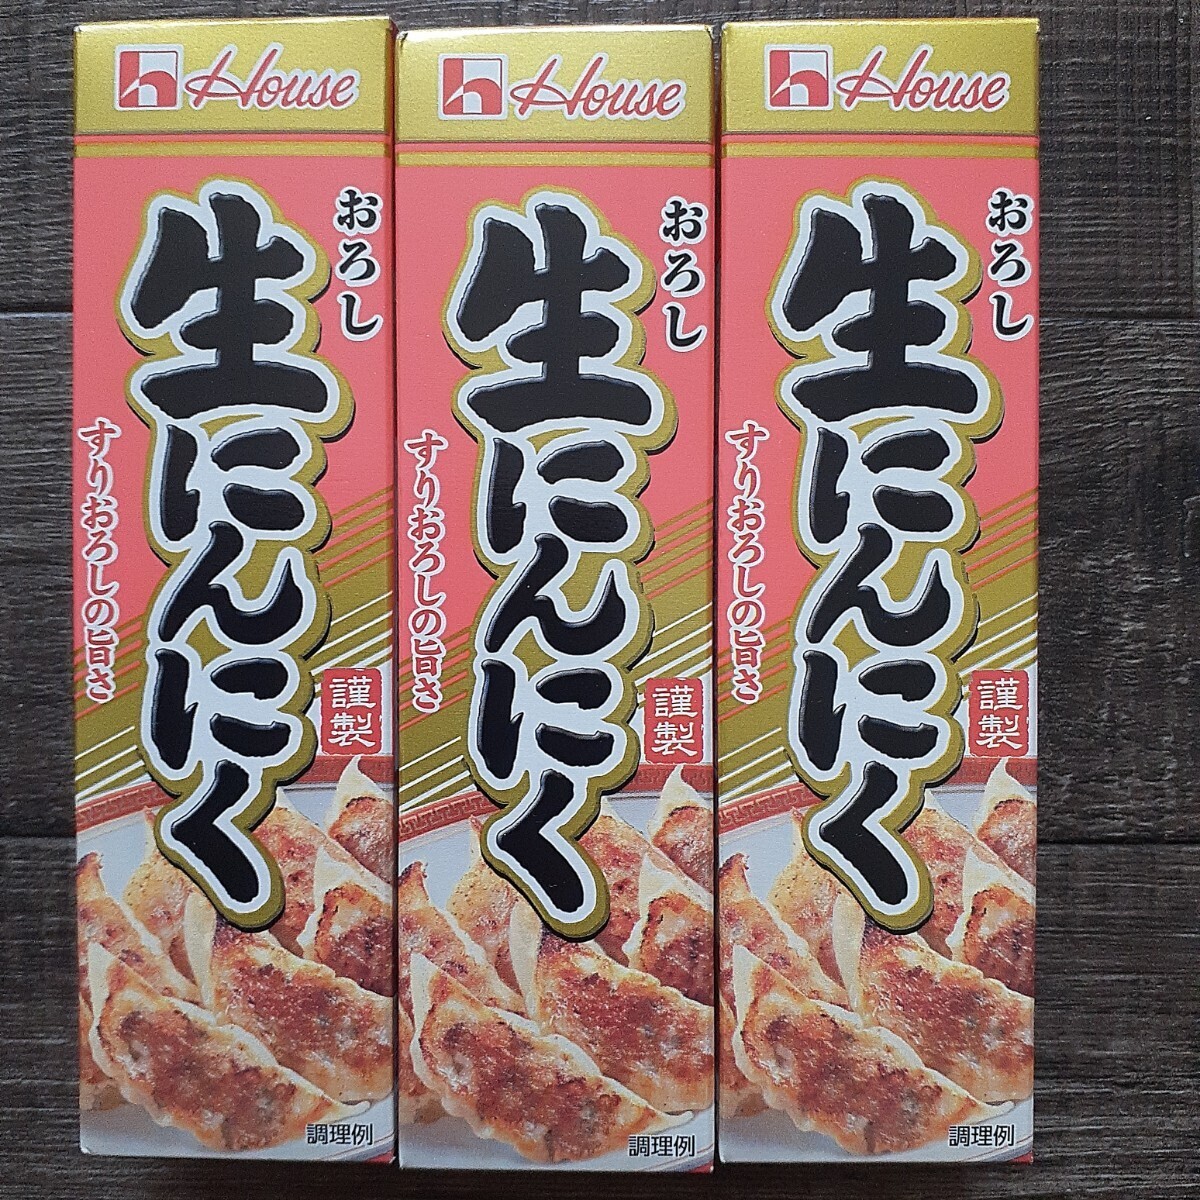 House
おろし
生にんにく
すりおろしの旨さ
謹製
調理例
House
おろし
生にんにく
すりおろしの旨さ
謹製
調理例
House
おろし
生にんにく
すりおろしの旨さ
謹製
調理例